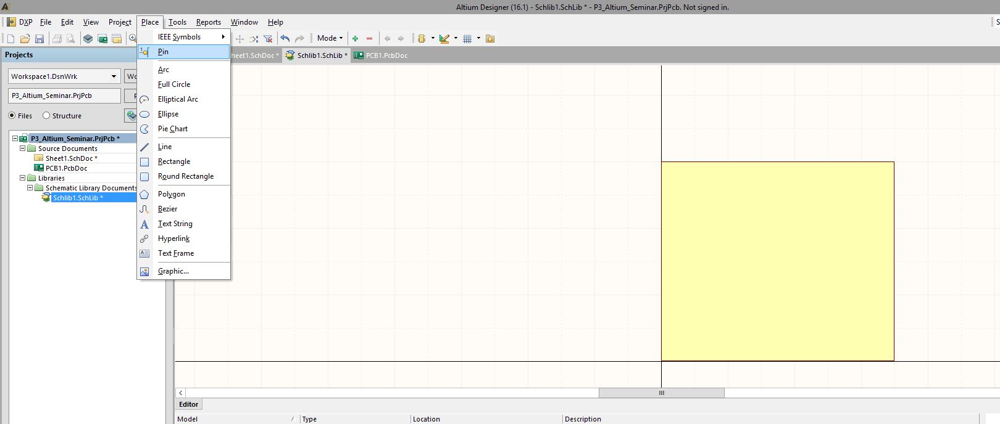 Altium Designer (16.1) - Schlib1.SchLib * - P3_Altium_Seminar.PrjPcb. Not signed in.
DXP File Edit View Project Place Tools Reports Window Help
Mode
Projects
Sheet1.SchDoc * Schlib1.SchLib * PCB1.PcbDoc
Workspace1.DsnWrk
P3_Altium_Seminar.PrjPcb
Files Structure
P3_Altium_Seminar.PrjPcb *
Source Documents
Sheet1.SchDoc *
PCB1.PcbDoc
Libraries
Schematic Library Documents
Schlib1.SchLib *
IEEE Symbols
Pin
Arc
Full Circle
Elliptical Arc
Ellipse
Pie Chart
Line
Rectangle
Round Rectangle
Polygon
Bezier
Text String
Hyperlink
Text Frame
Graphic...
Editor
Model / Type Location Description